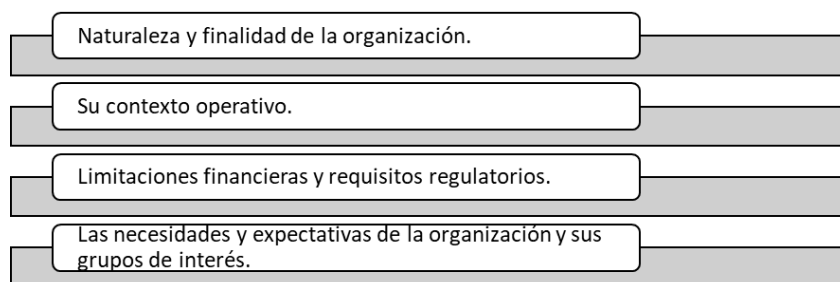 Naturaleza y finalidad de la organización.
Su contexto operativo.
Limitaciones financieras y requisitos regulatorios.
Las necesidades y expectativas de la organización y sus
grupos de interés.